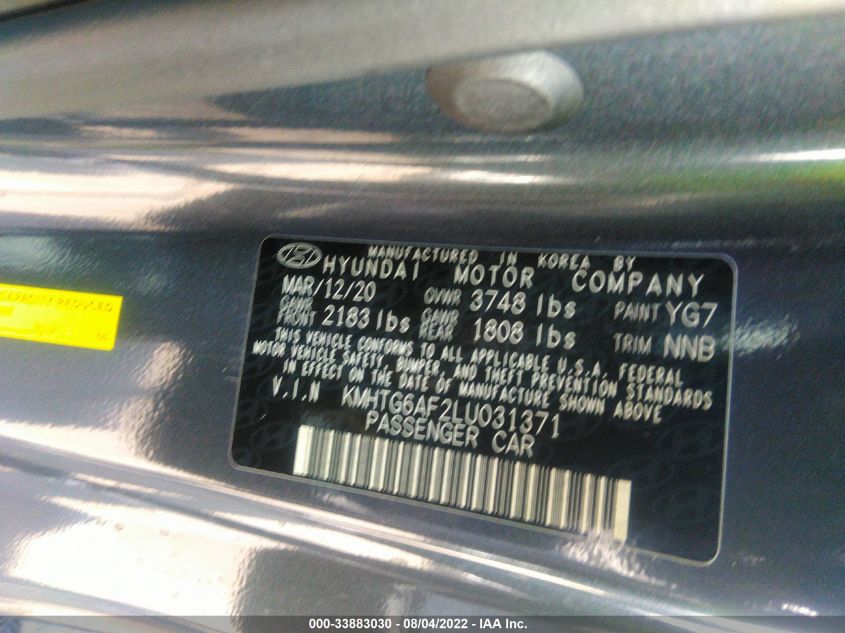 MANUFACTURED IN KOREA BY
HYUNDAI MOTOR COMPANY
MAR/12/20 GVWR 3748 lbs PAINT YG7
GAWR FRONT 2183 lbs GAWR REAR 1808 lbs TRIM NNB
THIS VEHICLE CONFORMS TO ALL APPLICABLE U.S.A. FEDERAL
MOTOR VEHICLE SAFETY, BUMPER, AND THEFT PREVENTION STANDARDS
IN EFFECT ON THE DATE OF MANUFACTURE SHOWN ABOVE
V.I.N KMHTG6AF2LU031371
PASSENGER CAR
CAPACITY REDUCED
000-33883030 - 08/04/2022 - IAA Inc.